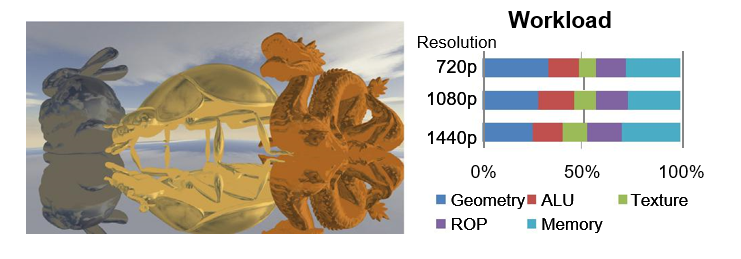 Workload
Resolution
720p
1080p
1440p
0% 50% 100%
Geometry ALU Texture
ROP Memory